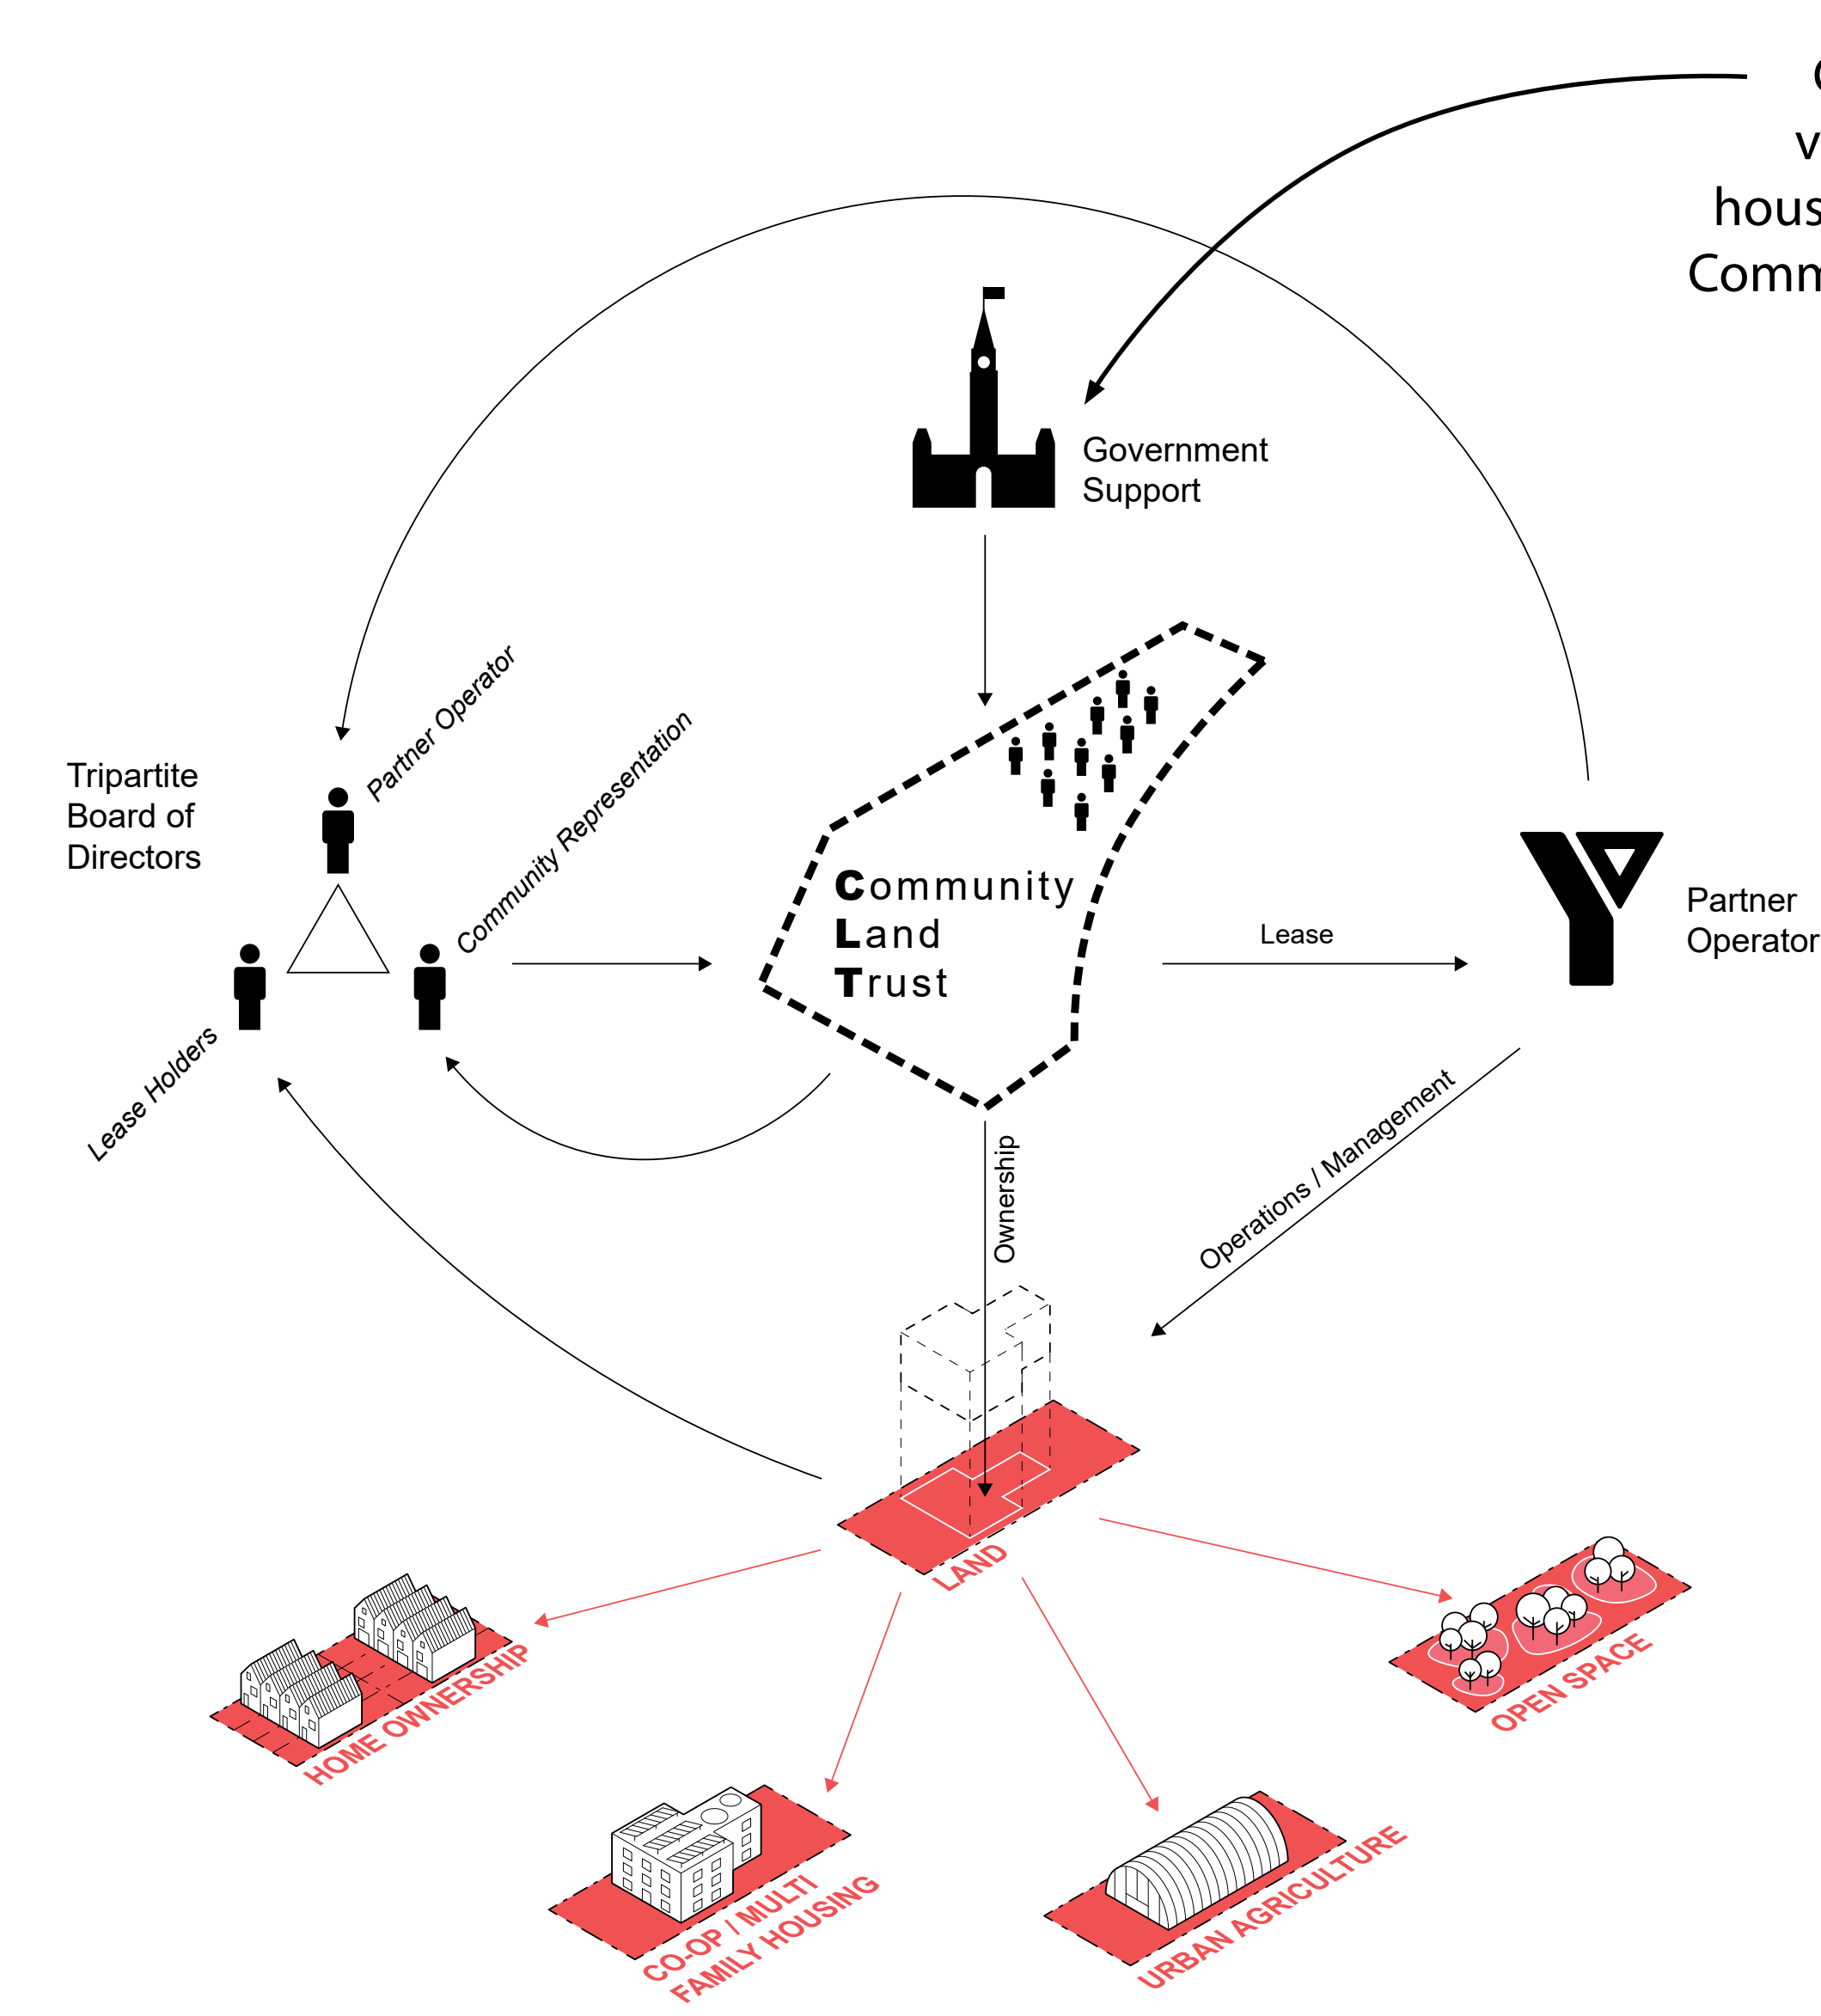 hous
Comm
Government
Support
Partner Operator
Community Representation
Tripartite
Board of
Directors
Lease Holders
Community
Land
Trust
Lease
Partner
Operator
Ownership
Operations / Management
LAND
HOME OWNERSHIP
OPEN SPACE
CO-OP / MULTI
FAMILY HOUSING
URBAN AGRICULTURE